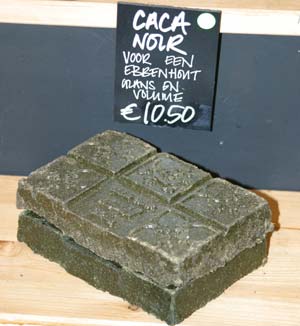 CACA
NOIR
VOOR EEN
EBBENHOUT
GLANS EN
VOLUME
€10.50